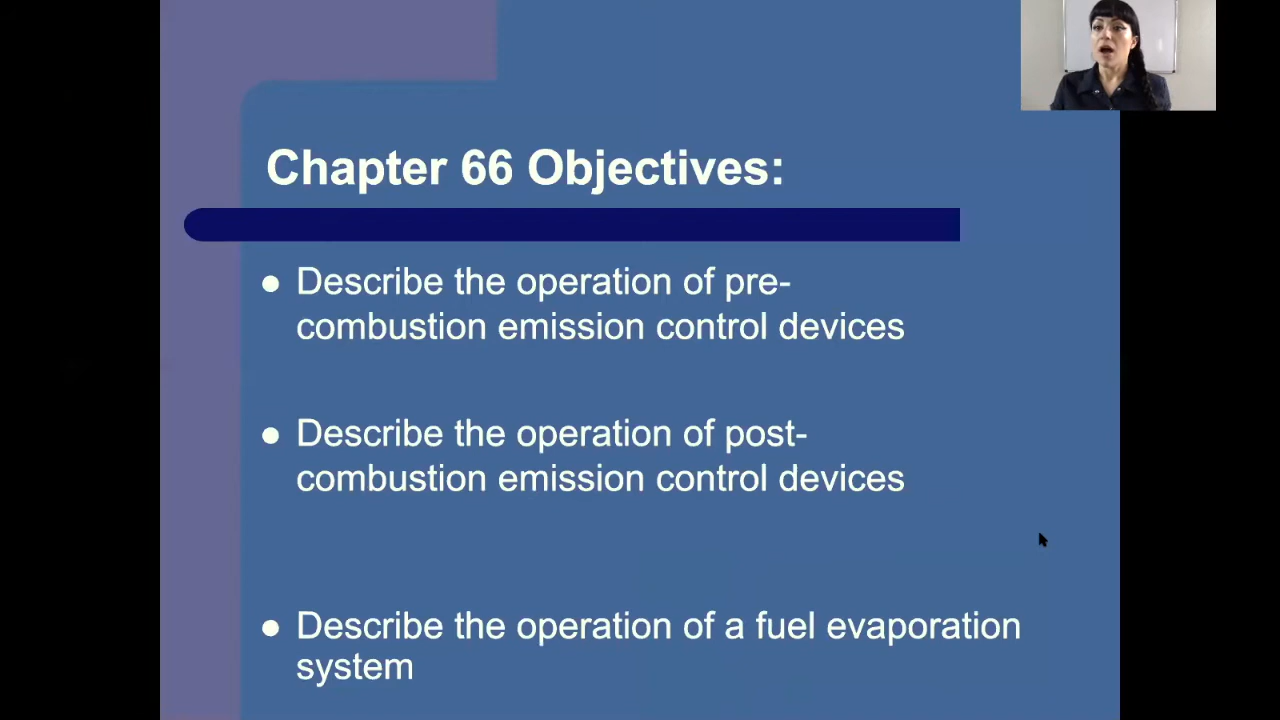 Chapter 66 Objectives:
Describe the operation of pre-
combustion emission control devices
Describe the operation of post-
combustion emission control devices
Describe the operation of a fuel evaporation
system